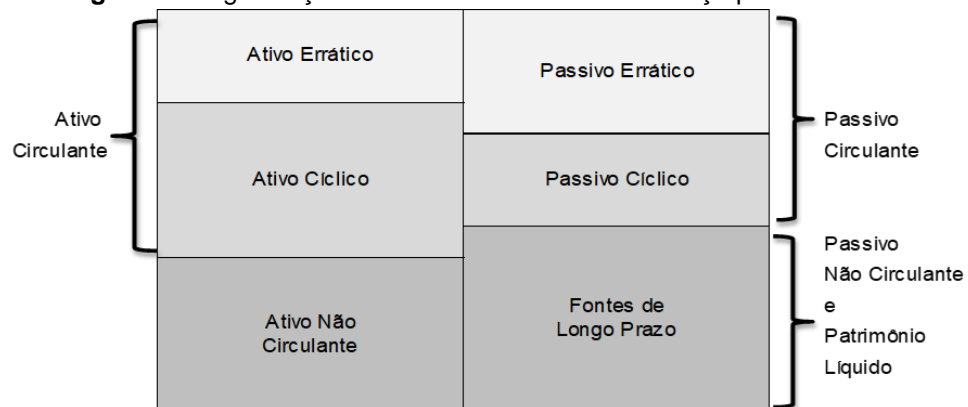 Ativo Errático
Passivo Errático
Ativo
Circulante
Passivo
Circulante
Ativo Cíclico
Passivo Cíclico
Passivo
Não Circulante
e
Patrimônio
Líquido
Ativo Não
Circulante
Fontes de
Longo Prazo